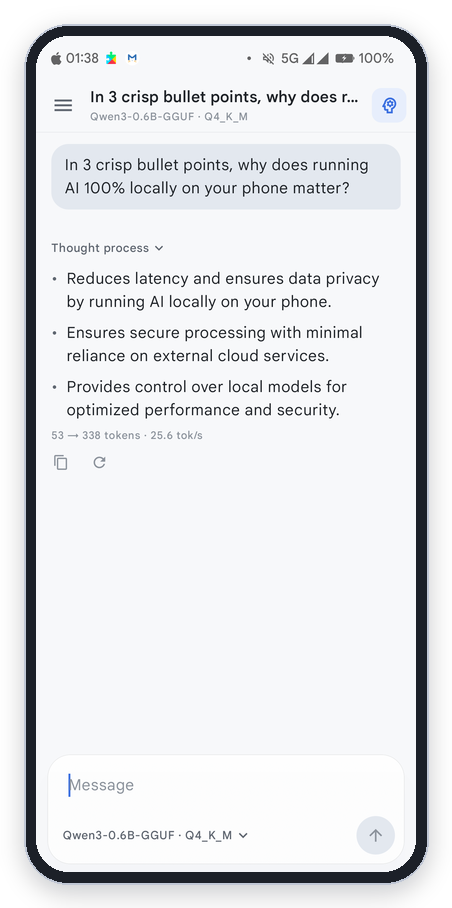 01:38
5G
100%
In 3 crisp bullet points, why does r...
Qwen3-0.6B-GGUF · Q4_K_M
In 3 crisp bullet points, why does running
AI 100% locally on your phone matter?
Thought process
• Reduces latency and ensures data privacy
by running AI locally on your phone.
• Ensures secure processing with minimal
reliance on external cloud services.
• Provides control over local models for
optimized performance and security.
53 → 338 tokens · 25.6 tok/s
Message
Qwen3-0.6B-GGUF · Q4_K_M